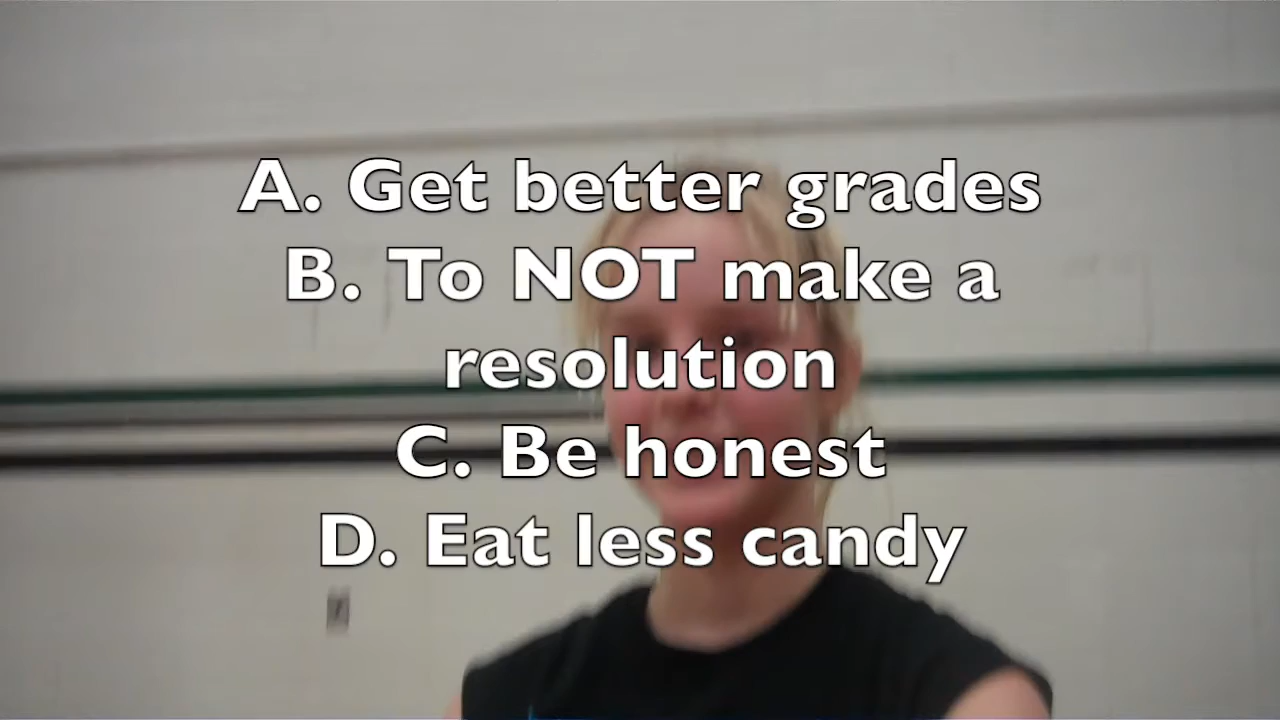 A. Get better grades
B. To NOT make a
resolution
C. Be honest
D. Eat less candy